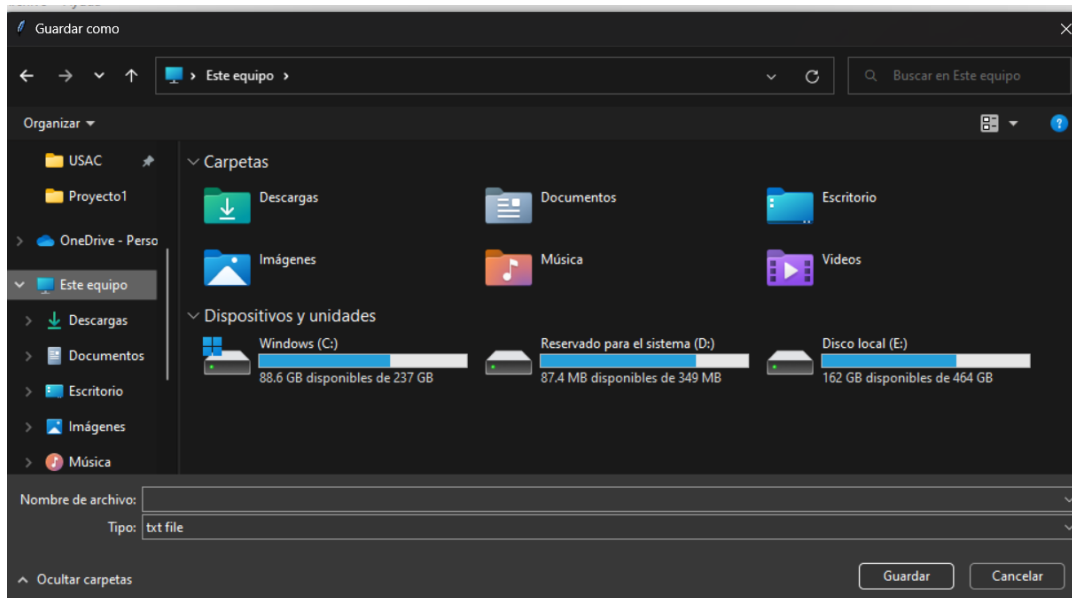 Guardar como
Este equipo
Buscar en Este equipo
Organizar
USAC
Proyecto1
OneDrive - Perso
Este equipo
Descargas
Documentos
Escritorio
Imágenes
Música
Carpetas
Descargas
Documentos
Escritorio
Imágenes
Música
Videos
Dispositivos y unidades
Windows (C:)
88.6 GB disponibles de 237 GB
Reservado para el sistema (D:)
87.4 MB disponibles de 349 MB
Disco local (E:)
162 GB disponibles de 464 GB
Nombre de archivo:
Tipo: txt file
Ocultar carpetas
Guardar
Cancelar